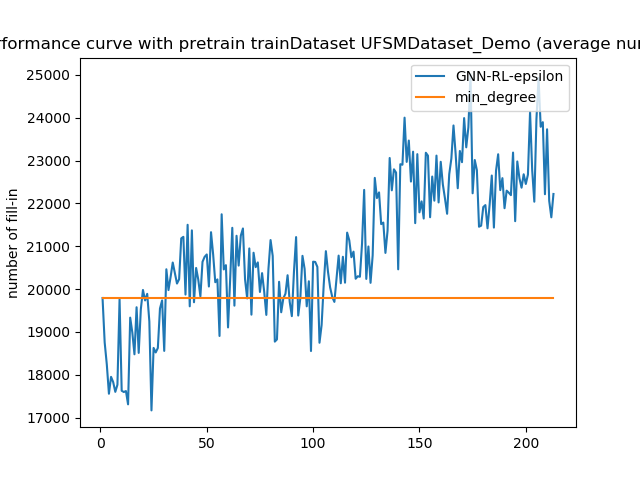 rformance curve with pretrain trainDataset UFSMDataset_Demo (average nu
GNN-RL-epsilon
min_degree
number of fill-in
25000
24000
23000
22000
21000
20000
19000
18000
17000
0 50 100 150 200